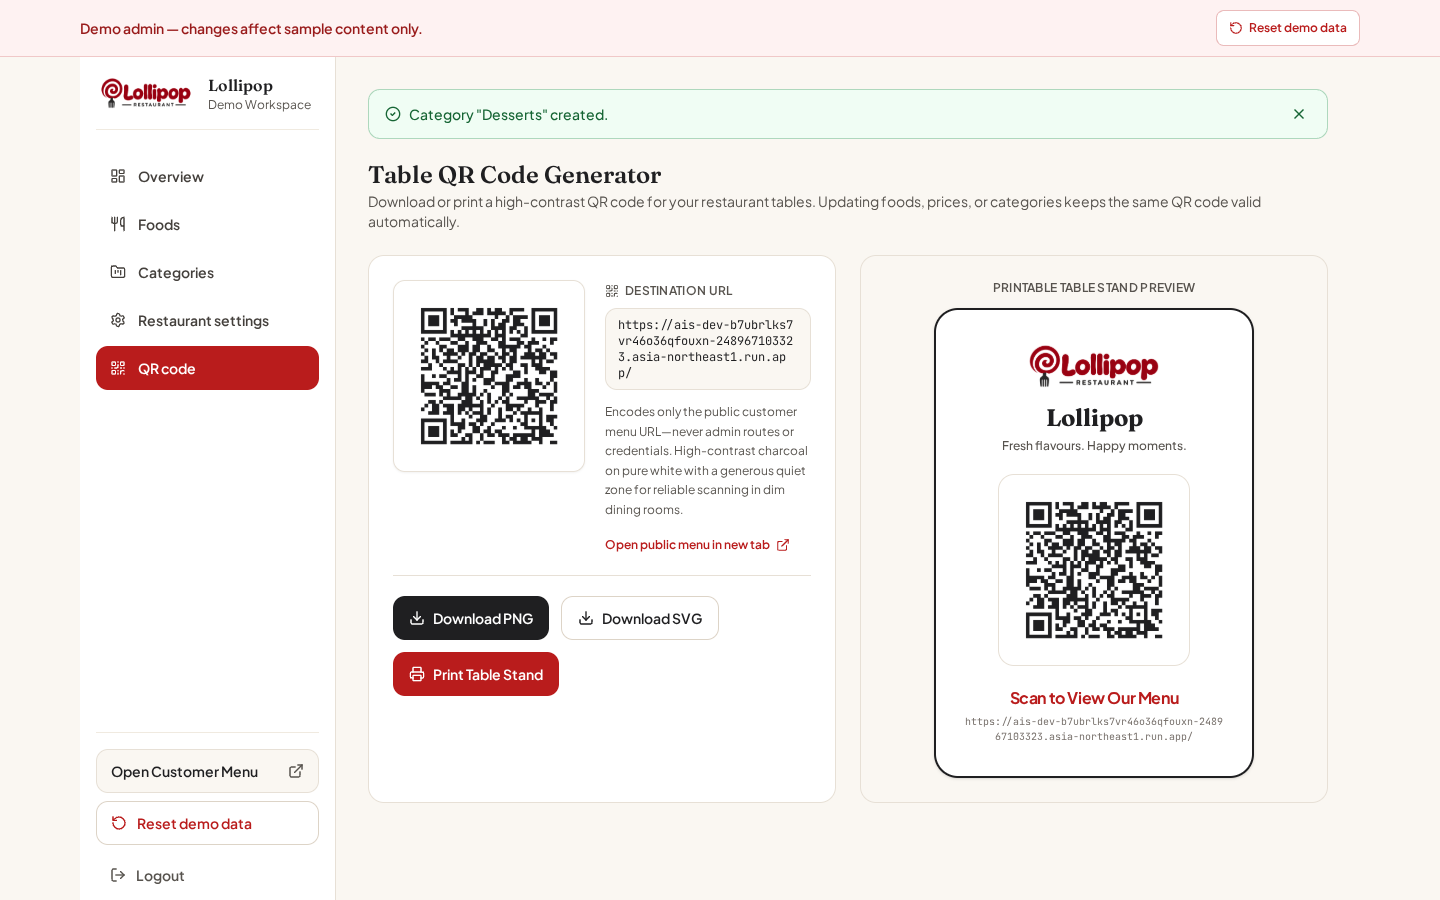 Demo admin — changes affect sample content only.
Reset demo data
Lollipop
RESTAURANT
Lollipop
Demo Workspace
Overview
Foods
Categories
Restaurant settings
QR code
Open Customer Menu
Reset demo data
Logout
Category "Desserts" created.
Table QR Code Generator
Download or print a high-contrast QR code for your restaurant tables. Updating foods, prices, or categories keeps the same QR code valid
automatically.
DESTINATION URL
https://ais-dev-b7ubrlks7
vr46o36qfouxn-24896710332
3.asia-northeast1.run.ap
p/
Encodes only the public customer
menu URL—never admin routes or
credentials. High-contrast charcoal
on pure white with a generous quiet
zone for reliable scanning in dim
dining rooms.
Open public menu in new tab
Download PNG
Download SVG
Print Table Stand
PRINTABLE TABLE STAND PREVIEW
Lollipop
RESTAURANT
Lollipop
Fresh flavours. Happy moments.
Scan to View Our Menu
https://ais-dev-b7ubrlks7vr46o36qfouxn-2489
67103323.asia-northeast1.run.app/